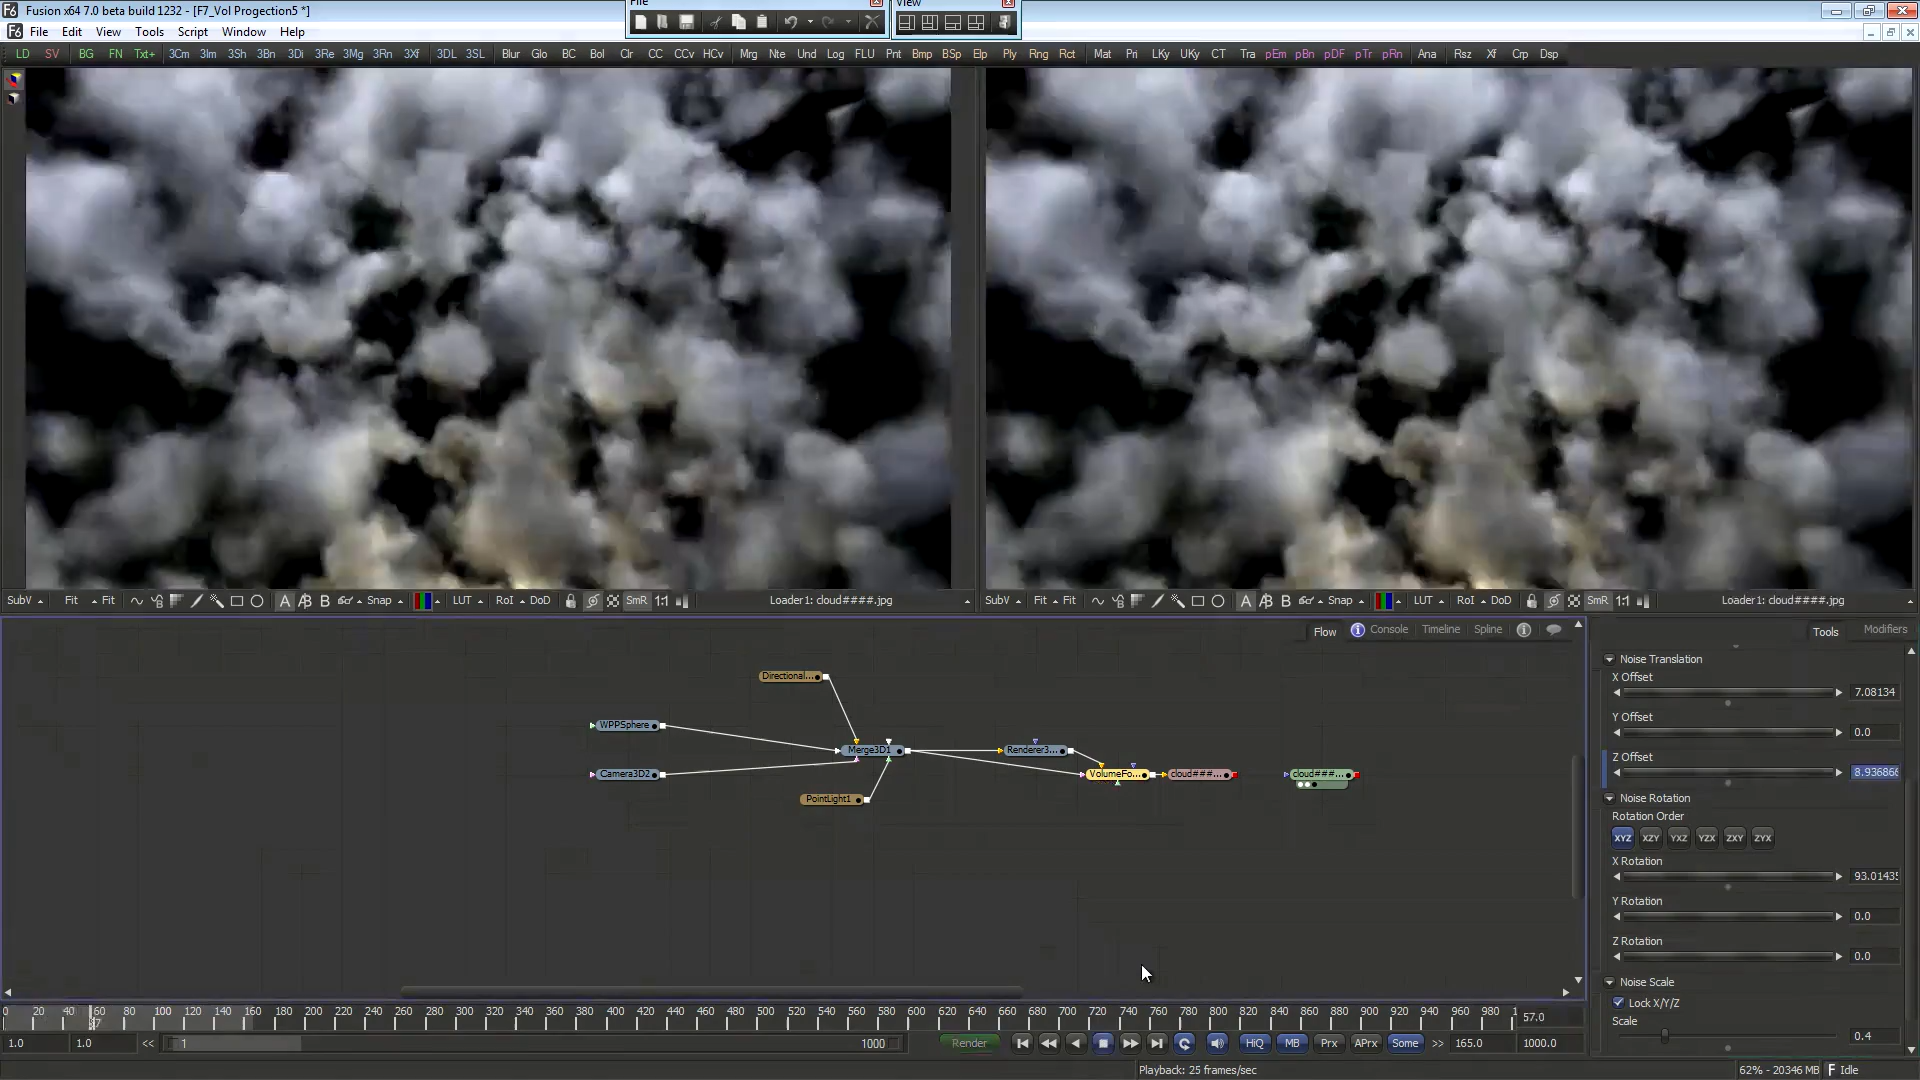 Fusion x64 7.0 beta build 1232 - [F7_Vol Progection5 *]
File View
File Edit View Tools Script Window Help
LD SV BG FN Txt+ 3Cm 3Im 3Sh 3Bn 3Di 3Re 3Mg 3Rn 3Xf 3DL 3SL Blur Glo BC Bol Clr CC CCv HCv Mrg Nte Und Log FLU Pnt Bmp BSp Elp Ply Rng Rct Mat Pri LKy UKy CT Tra pEm pBn pDF pTr pRn Ana Rsz Xf Crp Dsp
SubV Fit Fit A B Snap LUT RoI DoD SmR 1:1 Loader1: cloud####.jpg
SubV Fit Fit A B Snap LUT RoI DoD SmR 1:1 Loader1: cloud####.jpg
Flow Console Timeline Spline
Tools Modifiers
Directional...
WPPSphere
Merge3D1
Renderer3...
Camera3D2
VolumeFo...
cloud###...
cloud###...
PointLight1
Noise Translation
X Offset
7.08134
Y Offset
0.0
Z Offset
8.936866
Noise Rotation
Rotation Order
XYZ XZY YXZ YZX ZXY ZYX
X Rotation
93.01435
Y Rotation
0.0
Z Rotation
0.0
Noise Scale
Lock X/Y/Z
Scale
0.4
0 20 40 60 80 100 120 140 160 180 200 220 240 260 280 300 320 340 360 380 400 420 440 460 480 500 520 540 560 580 600 620 640 660 680 700 720 740 760 780 800 820 840 860 880 900 920 940 960 980 57.0
1.0 1.0 << 1 1000 Render HiQ MB Prx APrx Some >> 165.0 1000.0
Playback: 25 frames/sec 62% - 20346 MB Idle